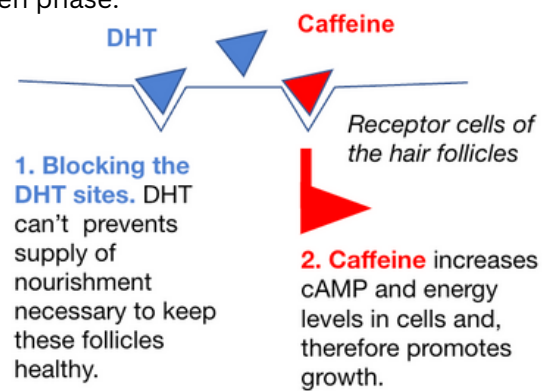 en phase.
DHT
Caffeine
Receptor cells of
the hair follicles
1. Blocking the
DHT sites. DHT
can't prevents
supply of
nourishment
necessary to keep
these follicles
healthy.
2. Caffeine increases
cAMP and energy
levels in cells and,
therefore promotes
growth.